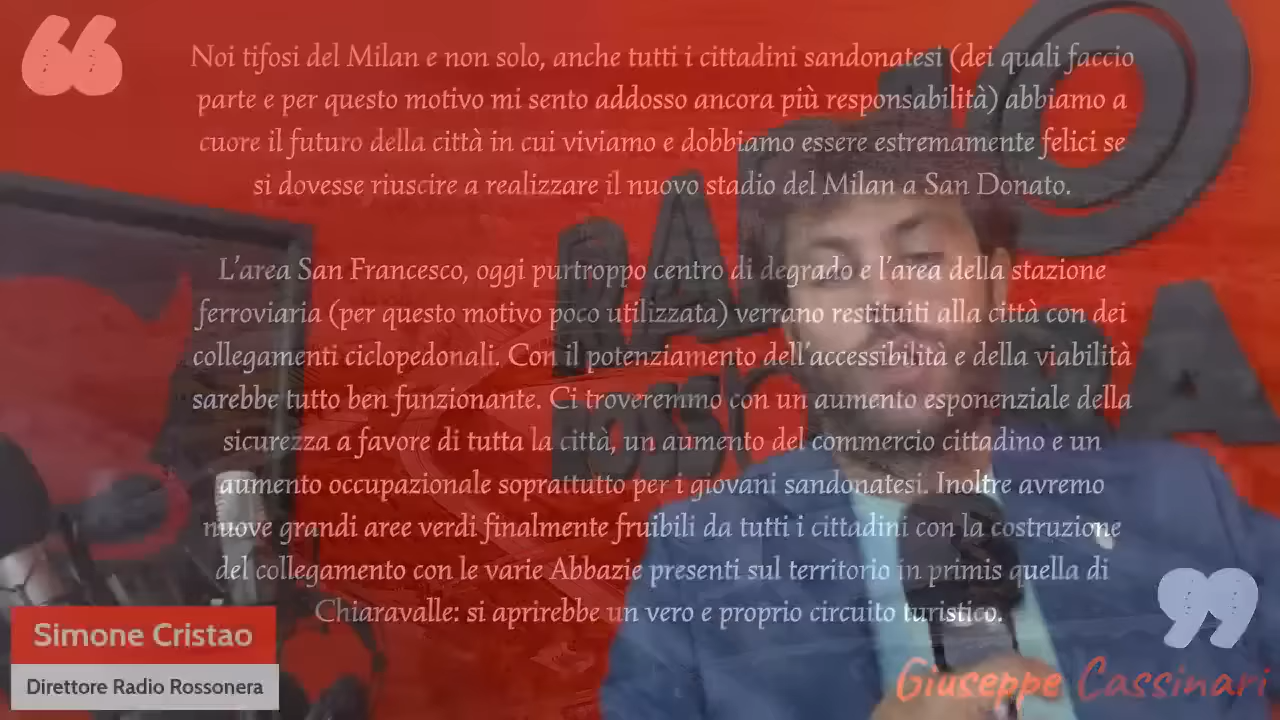 Noi tifosi del Milan e non solo, anche tutti i cittadini sandonatesi (dei quali faccio
parte e per questo motivo mi sento addosso ancora più responsabilità) abbiamo a
cuore il futuro della città in cui viviamo e dobbiamo essere estremamente felici se
si dovesse riuscire a realizzare il nuovo stadio del Milan a San Donato.
L'area San Francesco, oggi purtroppo centro di degrado e l'area della stazione
ferroviaria (per questo motivo poco utilizzata) verrano restituiti alla città con dei
collegamenti ciclopedonali. Con il potenziamento dell'accessibilità e della viabilità
sarebbe tutto ben funzionante. Ci troveremmo con un aumento esponenziale della
sicurezza a favore di tutta la città, un aumento del commercio cittadino e un
aumento occupazionale soprattutto per i giovani sandonatesi. Inoltre avremo
nuove grandi aree verdi finalmente fruibili da tutti i cittadini con la costruzione
del collegamento con le varie Abbazie presenti sul territorio in primis quella di
Chiaravalle: si aprirebbe un vero e proprio circuito turistico.
Giuseppe Cassinari
Simone Cristao
Direttore Radio Rossonera